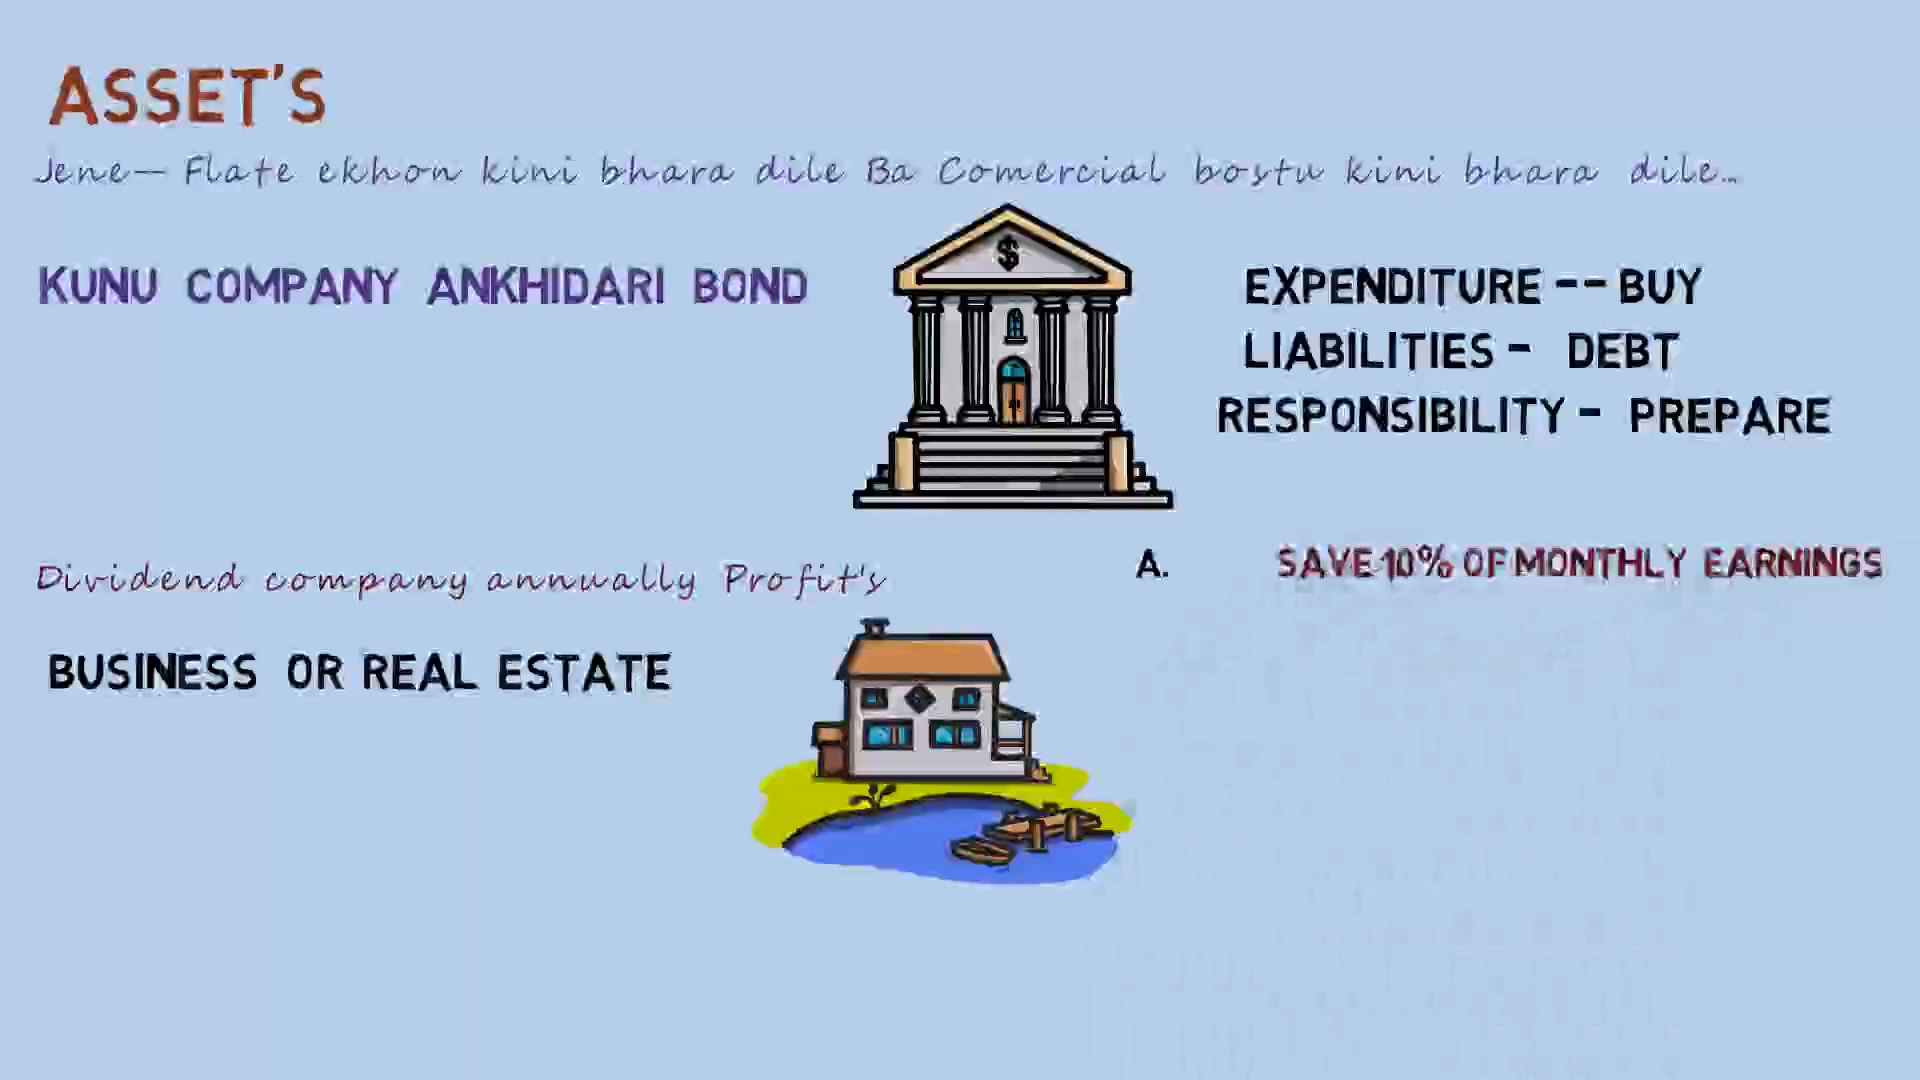 ASSET'S
Jene— Flate ekhon kini bhara dile Ba Comercial bostu kini bhara dile...
KUNU COMPANY ANKHIDARI BOND
$
EXPENDITURE -- BUY
LIABILITIES - DEBT
RESPONSIBILITY - PREPARE
Dividend company annually Profit's
A. SAVE 10% OF MONTHLY EARNINGS
BUSINESS OR REAL ESTATE